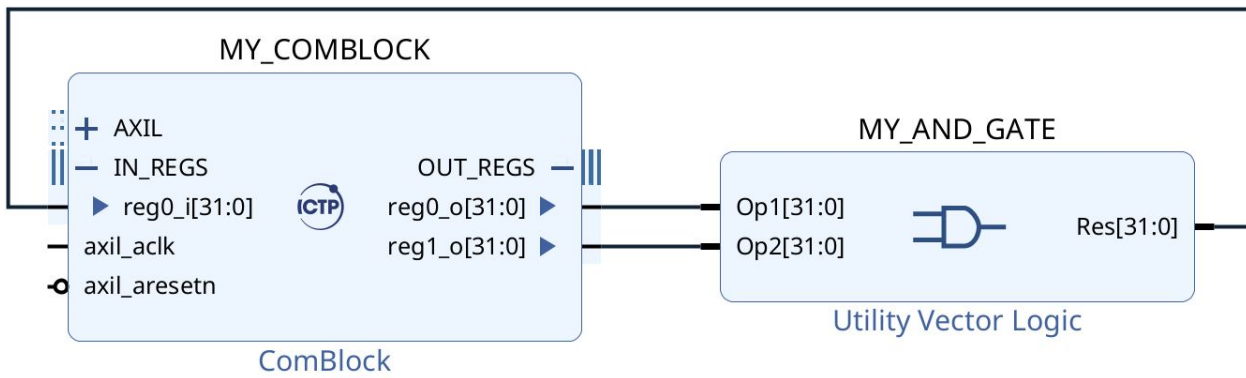 MY_COMBLOCK
AXIL
IN_REGS
OUT_REGS
reg0_i[31:0]
ICTP
reg0_o[31:0]
axil_aclk
reg1_o[31:0]
axil_aresetn
ComBlock
MY_AND_GATE
Op1[31:0]
Op2[31:0]
Res[31:0]
Utility Vector Logic